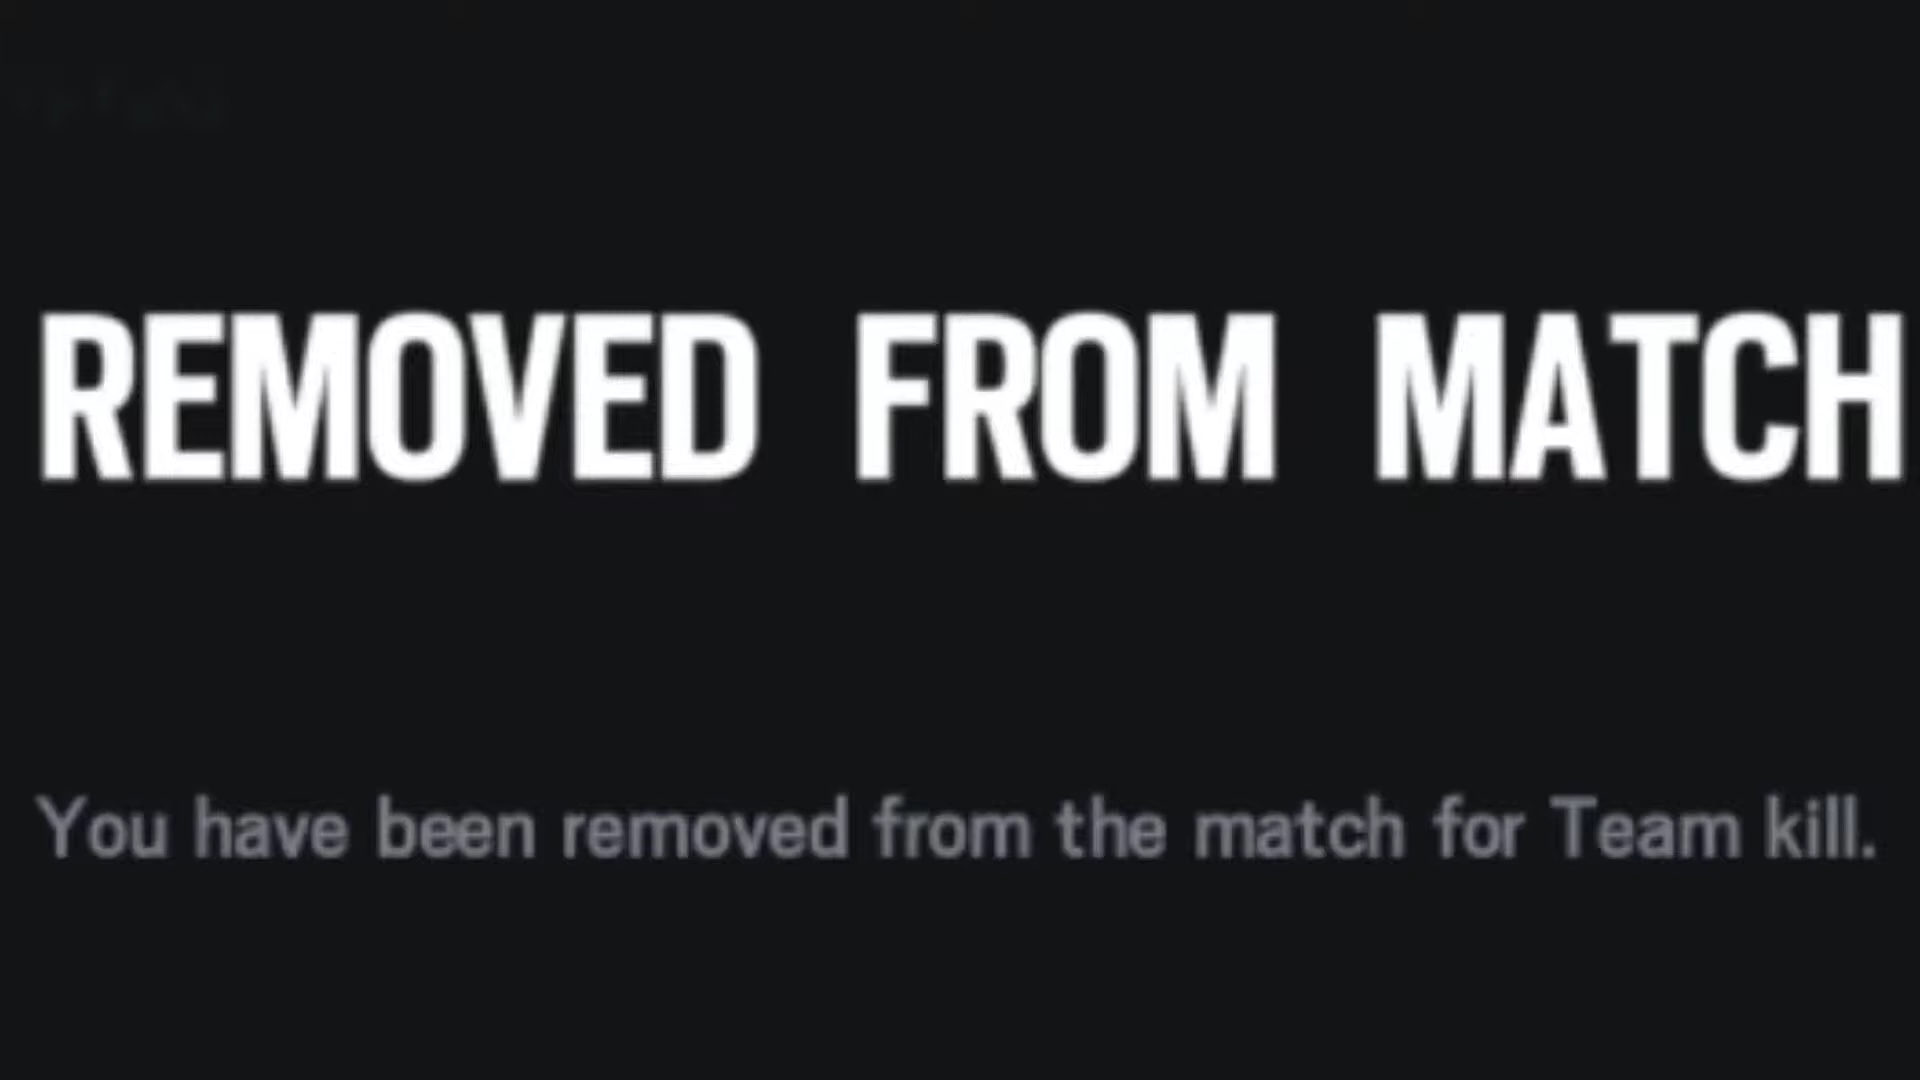 REMOVED FROM MATCH
You have been removed from the match for Team kill.